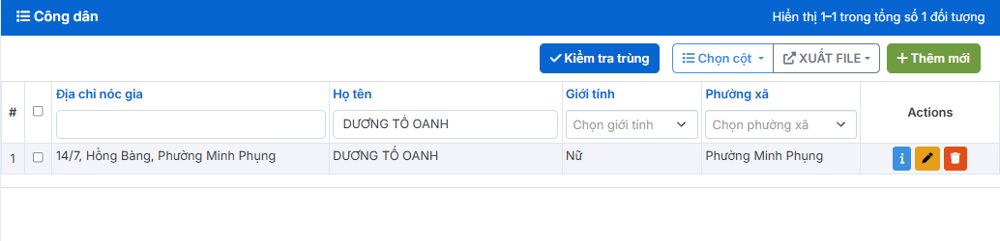 Công dân
Hiển thị 1–1 trong tổng số 1 đối tượng
Kiểm tra trùng
Chọn cột
XUẤT FILE
Thêm mới
# Địa chỉ nóc gia Họ tên Giới tính Phường xã Actions
DƯƠNG TỐ OANH Chọn giới tính Chọn phường xã
1 14/7, Hồng Bàng, Phường Minh Phụng DƯƠNG TỐ OANH Nữ Phường Minh Phụng